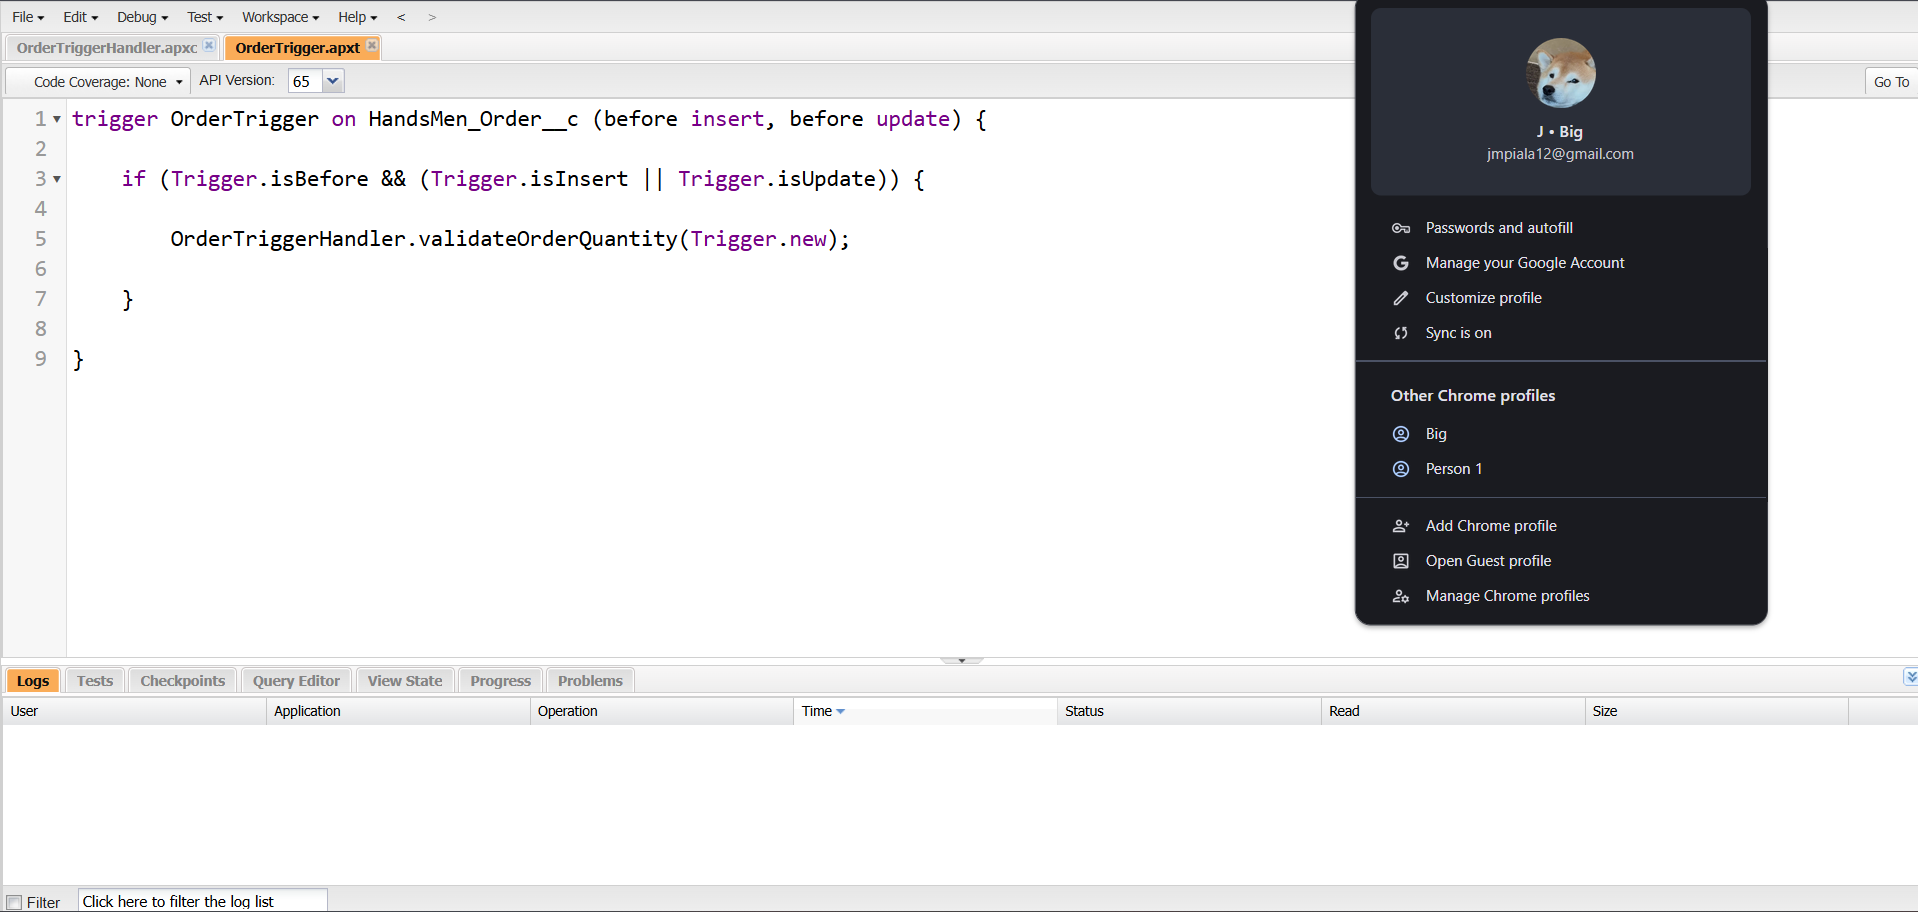 File Edit Debug Test Workspace Help < >
OrderTriggerHandler.apxc OrderTrigger.apxt
Code Coverage: None API Version: 65 Go To
1 trigger OrderTrigger on HandsMen_Order__c (before insert, before update) {
2
3 if (Trigger.isBefore && (Trigger.isInsert || Trigger.isUpdate)) {
4
5 OrderTriggerHandler.validateOrderQuantity(Trigger.new);
6
7 }
8
9 }
J • Big
jmpiala12@gmail.com
Passwords and autofill
Manage your Google Account
Customize profile
Sync is on
Other Chrome profiles
Big
Person 1
Add Chrome profile
Open Guest profile
Manage Chrome profiles
Logs Tests Checkpoints Query Editor View State Progress Problems
User Application Operation Time Status Read Size
Filter Click here to filter the log list